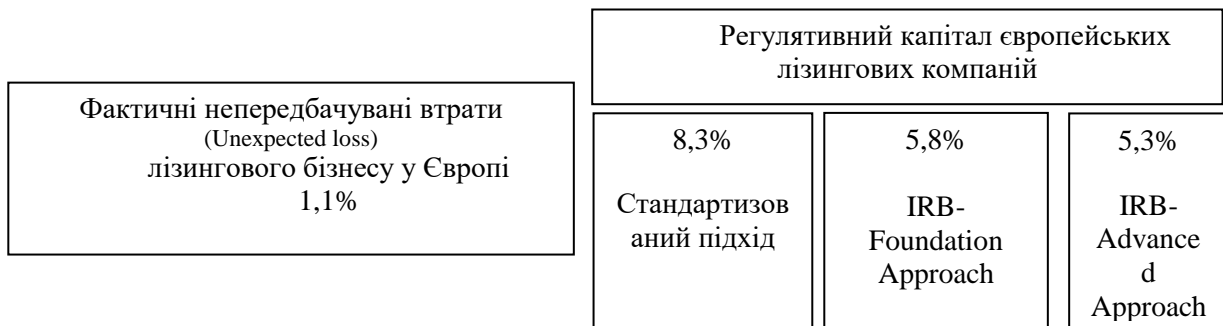 Фактичні непередбачувані втрати
(Unexpected loss)
лізингового бізнесу у Європі
1,1%
Регулятивний капітал європейських
лізингових компаній
8,3%
Стандартизов
аний підхід
5,8%
IRB-
Foundation
Approach
5,3%
IRB-
Advance
d
Approach